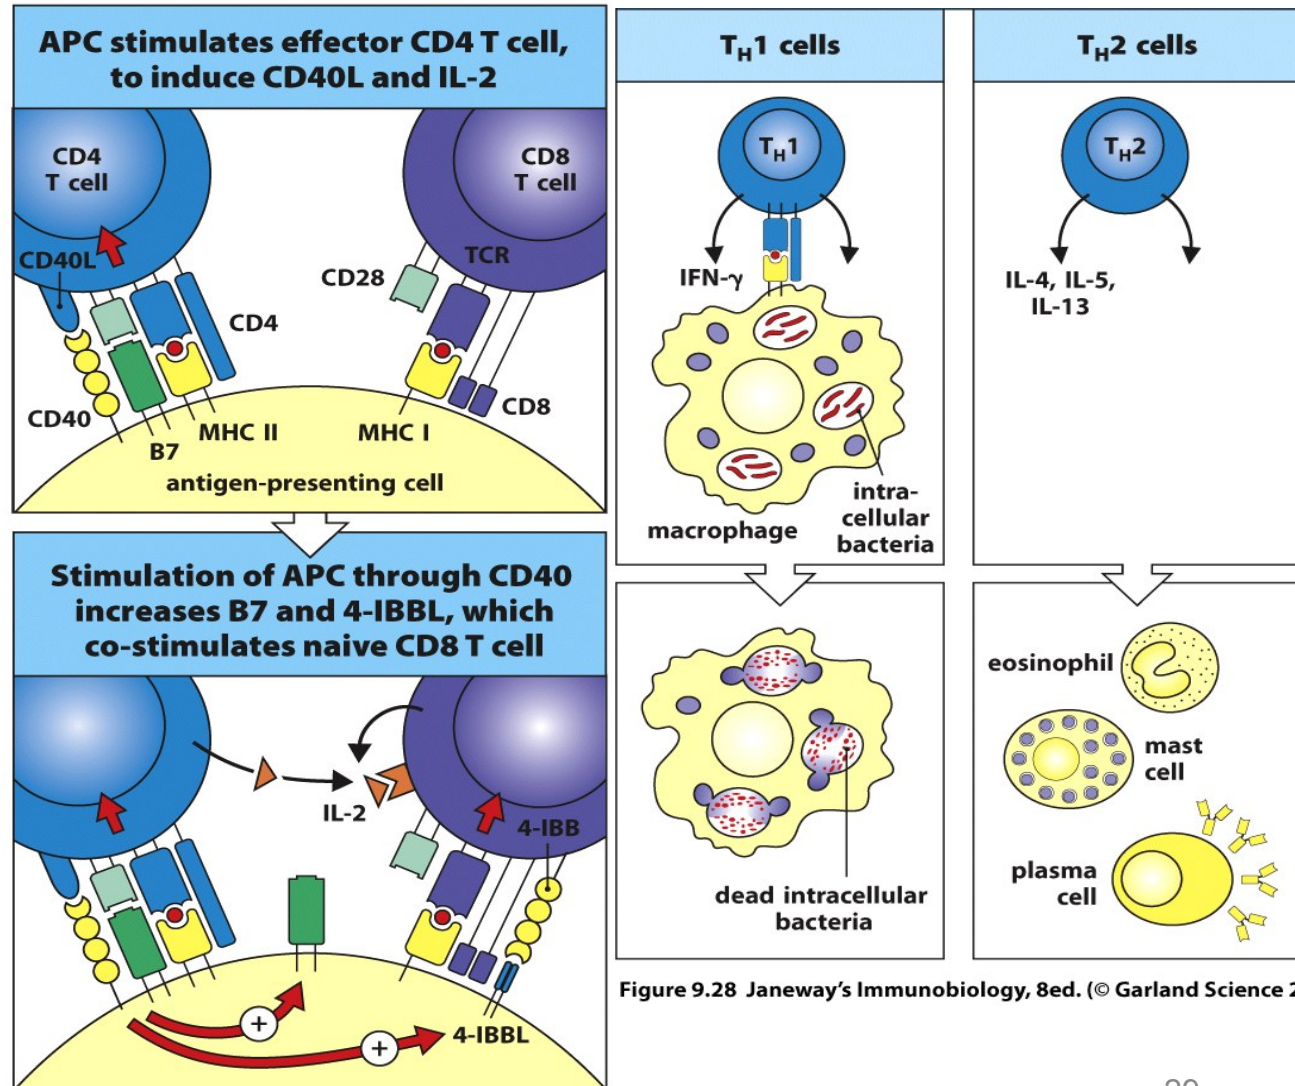 APC stimulates effector CD4 T cell,
to induce CD40L and IL-2
CD4
T cell
CD8
T cell
CD40L
TCR
CD28
CD4
CD40
CD8
MHC II
MHC I
B7
antigen-presenting cell
Stimulation of APC through CD40
increases B7 and 4-IBBL, which
co-stimulates naive CD8 T cell
IL-2
4-IBB
+
+
4-IBBL
TH1 cells
TH1
IFN-γ
intra-
cellular
bacteria
macrophage
dead intracellular
bacteria
TH2 cells
TH2
IL-4, IL-5,
IL-13
eosinophil
mast
cell
plasma
cell
Figure 9.28 Janeway's Immunobiology, 8ed. (© Garland Science 2